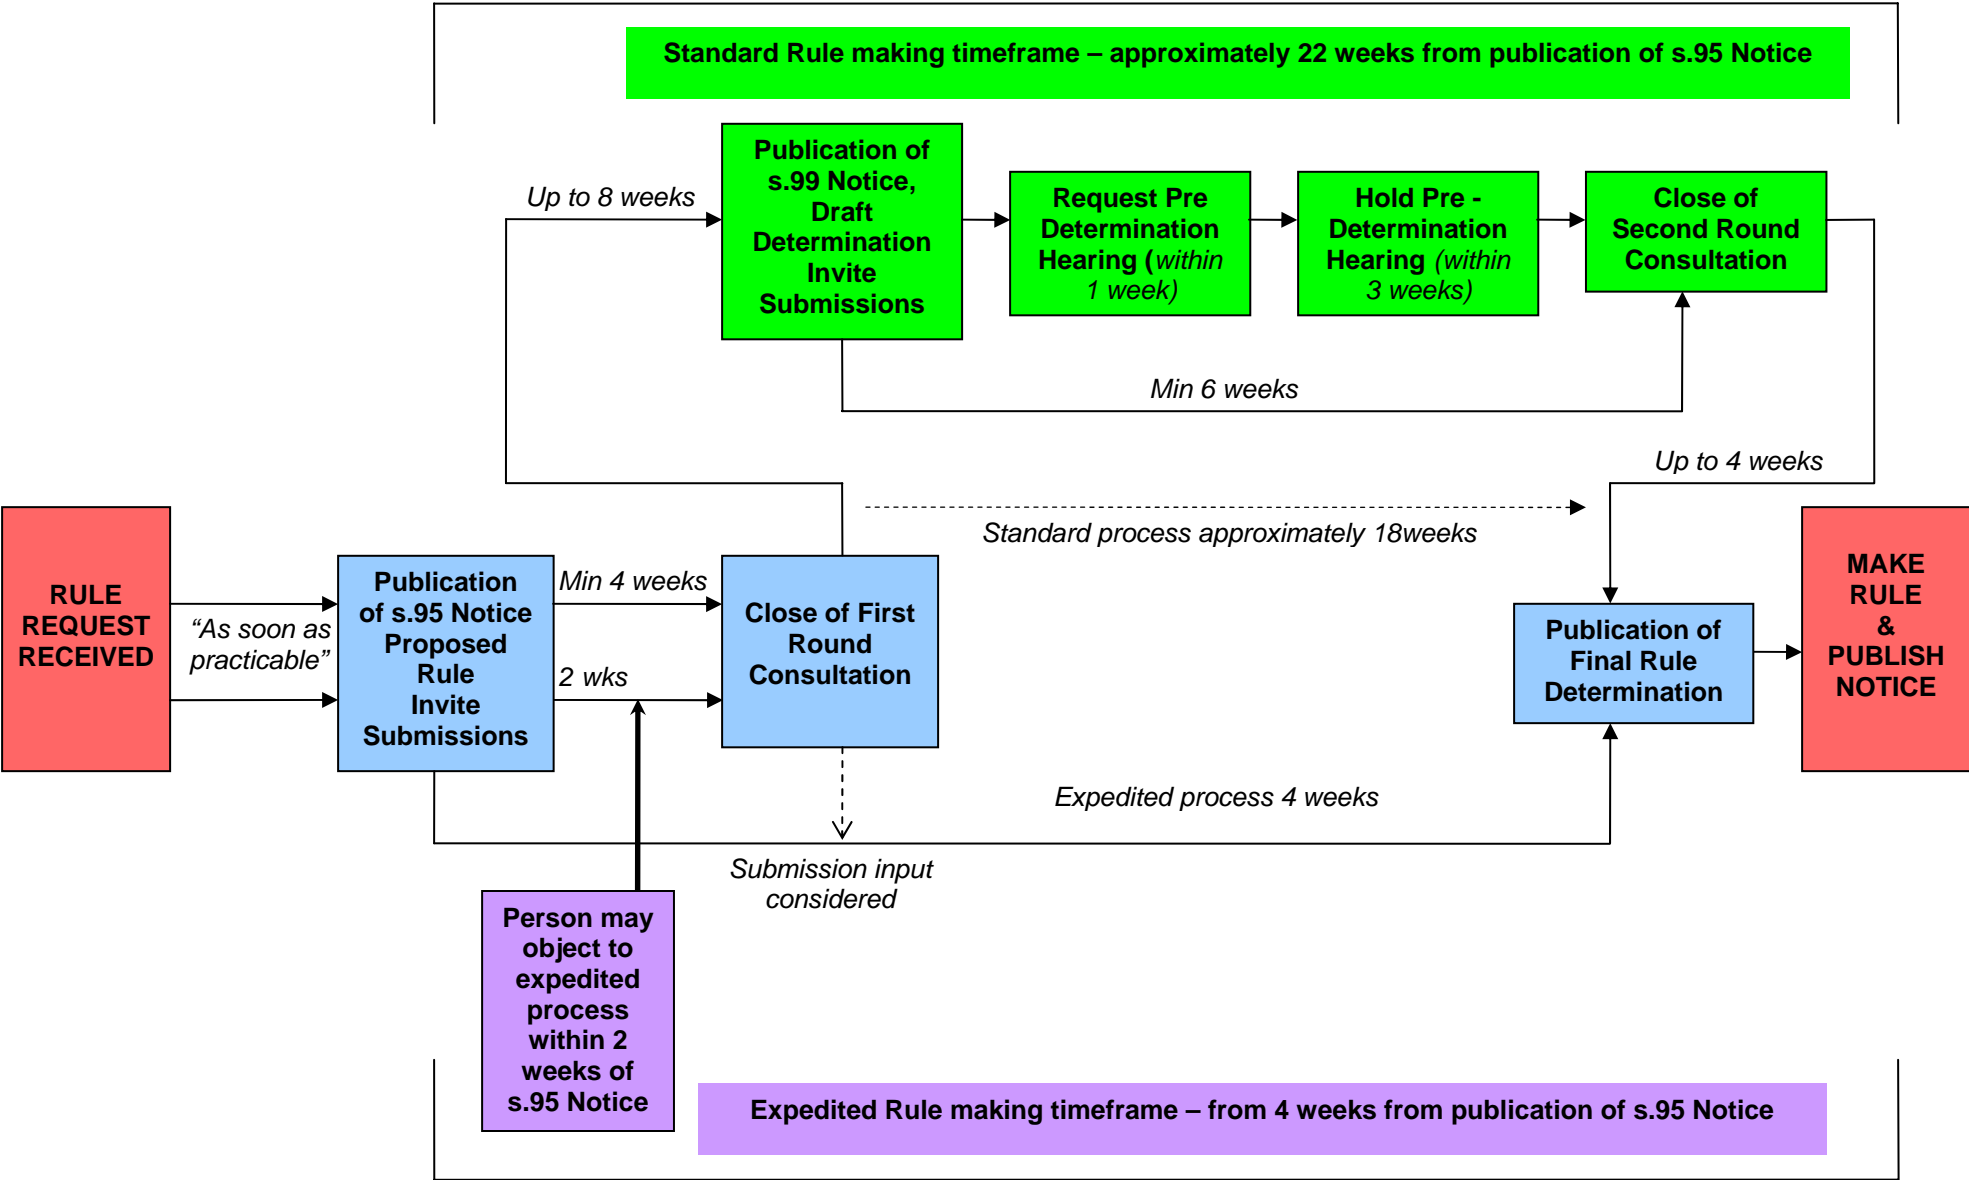 Standard Rule making timeframe – approximately 22 weeks from publication of s.95 Notice
Publication of
s.99 Notice,
Draft
Determination
Invite
Submissions
Up to 8 weeks
Request Pre
Determination
Hearing (within
1 week)
Hold Pre -
Determination
Hearing (within
3 weeks)
Close of
Second Round
Consultation
Min 6 weeks
Up to 4 weeks
Standard process approximately 18weeks
RULE
REQUEST
RECEIVED
“As soon as
practicable”
Publication
of s.95 Notice
Proposed
Rule
Invite
Submissions
Min 4 weeks
2 wks
Close of First
Round
Consultation
Publication of
Final Rule
Determination
MAKE
RULE
&
PUBLISH
NOTICE
Expedited process 4 weeks
Submission input
considered
Person may
object to
expedited
process
within 2
weeks of
s.95 Notice
Expedited Rule making timeframe – from 4 weeks from publication of s.95 Notice